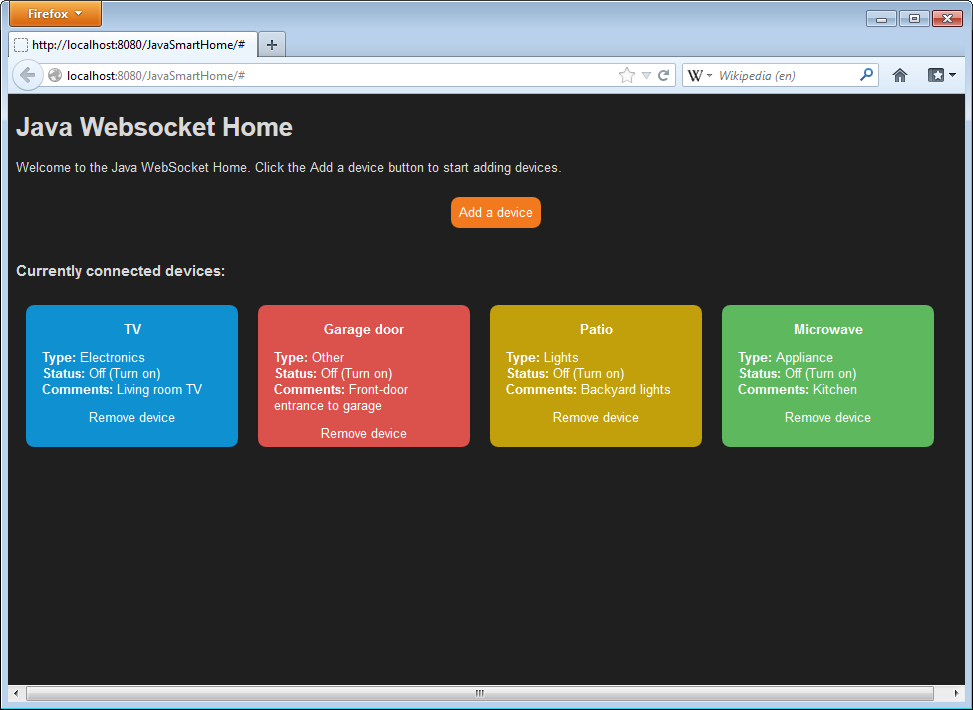 Firefox
http://localhost:8080/JavaSmartHome/#
localhost:8080/JavaSmartHome/#
W
Wikipedia (en)
Java Websocket Home
Welcome to the Java WebSocket Home. Click the Add a device button to start adding devices.
Add a device
Currently connected devices:
TV
Type: Electronics
Status: Off (Turn on)
Comments: Living room TV
Remove device
Garage door
Type: Other
Status: Off (Turn on)
Comments: Front-door
entrance to garage
Remove device
Patio
Type: Lights
Status: Off (Turn on)
Comments: Backyard lights
Remove device
Microwave
Type: Appliance
Status: Off (Turn on)
Comments: Kitchen
Remove device